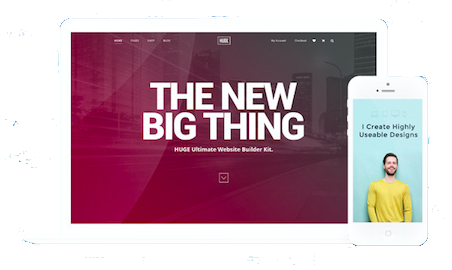 HOME PAGES SHOP BLOG HUGE My Account Checkout
THE NEW
BIG THING
HUGE Ultimate Website Builder Kit.
I Create Highly
Useable Designs